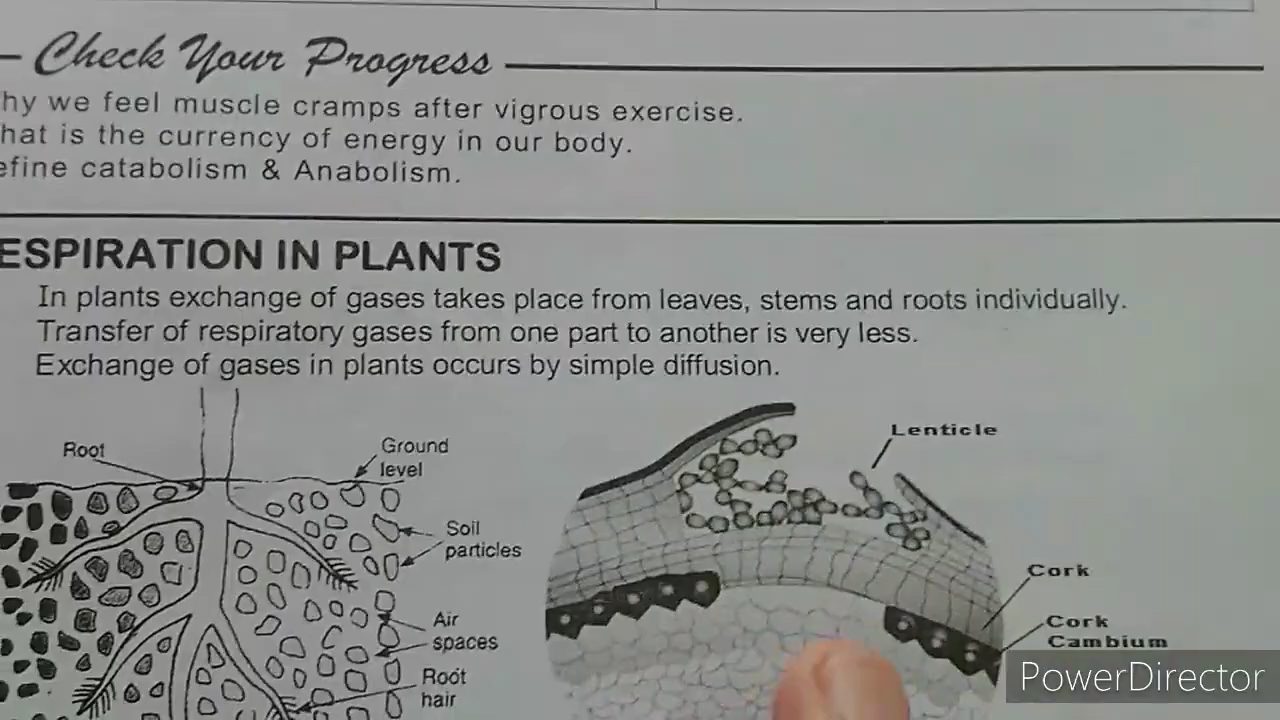 Check Your Progress
hy we feel muscle cramps after vigrous exercise.
hat is the currency of energy in our body.
efine catabolism & Anabolism.
ESPIRATION IN PLANTS
In plants exchange of gases takes place from leaves, stems and roots individually.
Transfer of respiratory gases from one part to another is very less.
Exchange of gases in plants occurs by simple diffusion.
Root
Ground
level
Soil
particles
Air
spaces
Root
hair
Lenticle
Cork
Cork
Cambium
PowerDirector